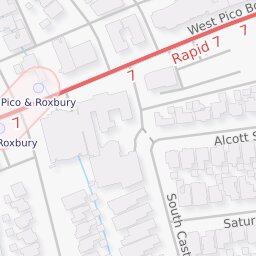 West Pico Bo
7
Rapid 7
7
Pico & Roxbury
7
Roxbury
Alcott S
South Cast
Satur